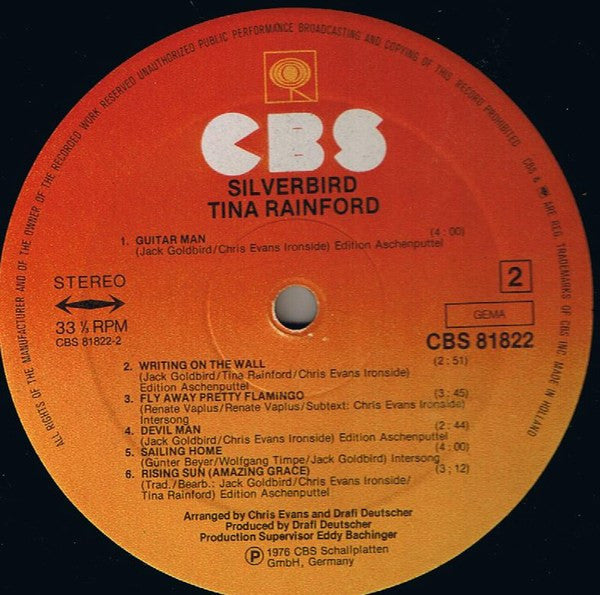 ALL RIGHTS OF THE MANUFACTURER AND OF THE OWNER OF THE RECORDED WORK RESERVED UNAUTHORIZED PUBLIC PERFORMANCE BROADCASTING AND COPYING OF THIS RECORD PROHIBITED
CBS & ARE REG. TRADEMARKS OF CBS INC. MADE IN HOLLAND
CBS
SILVERBIRD
TINA RAINFORD
1. GUITAR MAN (4:00)
(Jack Goldbird/Chris Evans Ironside) Edition Aschenputtel
STEREO
2
33 ⅓ RPM
GEMA
CBS 81822-2
CBS 81822
2. WRITING ON THE WALL (2:51)
(Jack Goldbird/Tina Rainford/Chris Evans Ironside)
Edition Aschenputtel
3. FLY AWAY PRETTY FLAMINGO (3:45)
(Renate Vaplus/Renate Vaplus/Subtext: Chris Evans Ironside)
Intersong
4. DEVIL MAN (2:44)
(Jack Goldbird/Chris Evans Ironside) Edition Aschenputtel
5. SAILING HOME (4:00)
(Günter Beyer/Wolfgang Timpe/Jack Goldbird) Intersong
6. RISING SUN (AMAZING GRACE) (3;12)
(Trad./Bearb.: Jack Goldbird/Chris Evans Ironside/
Tina Rainford) Edition Aschenputtel
Arranged by Chris Evans and Drafi Deutscher
Produced by Drafi Deutscher
Production Supervisor Eddy Bachinger
℗ 1976 CBS Schallplatten
GmbH, Germany